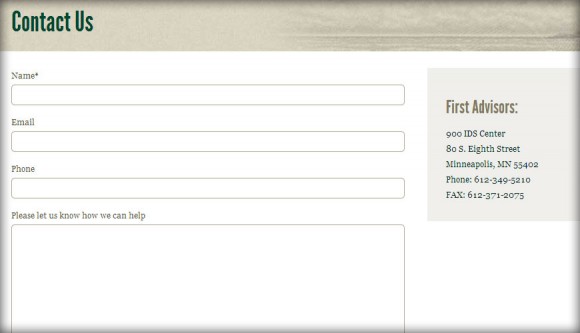 Contact Us
Name*
Email
Phone
Please let us know how we can help
First Advisors:
900 IDS Center
80 S. Eighth Street
Minneapolis, MN 55402
Phone: 612-349-5210
FAX: 612-371-2075